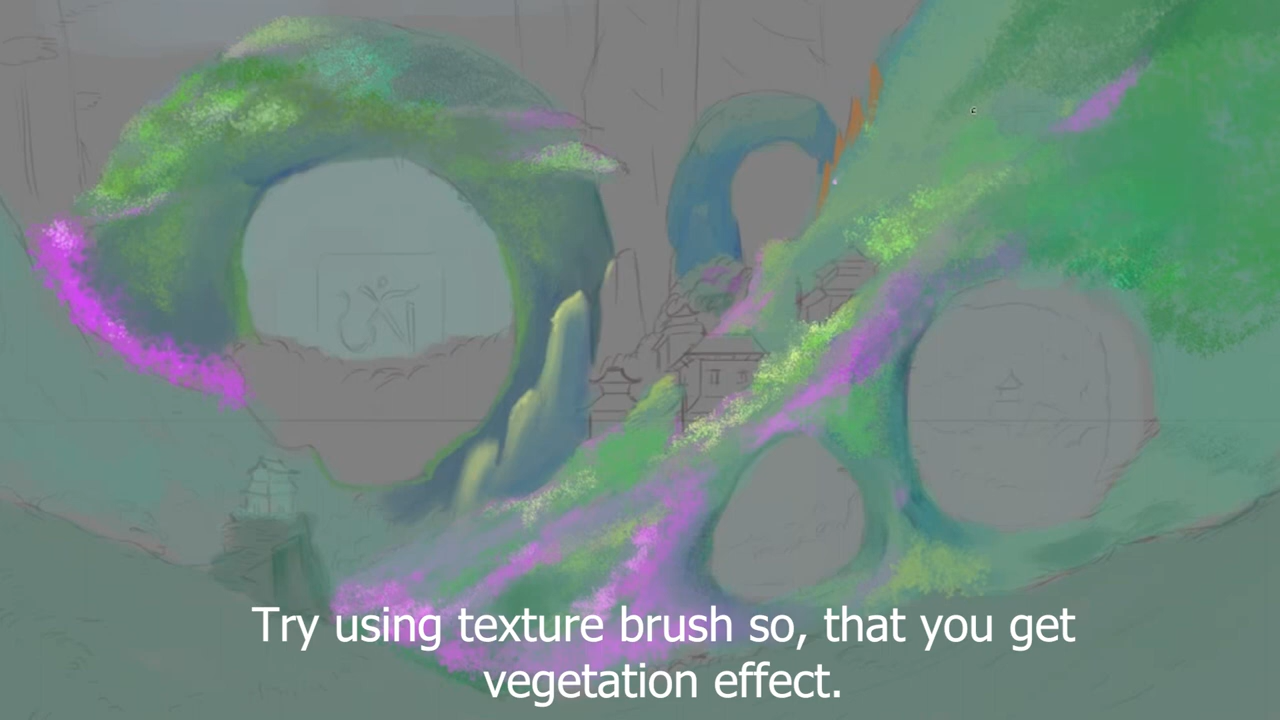 ॐ
Try using texture brush so, that you get
vegetation effect.